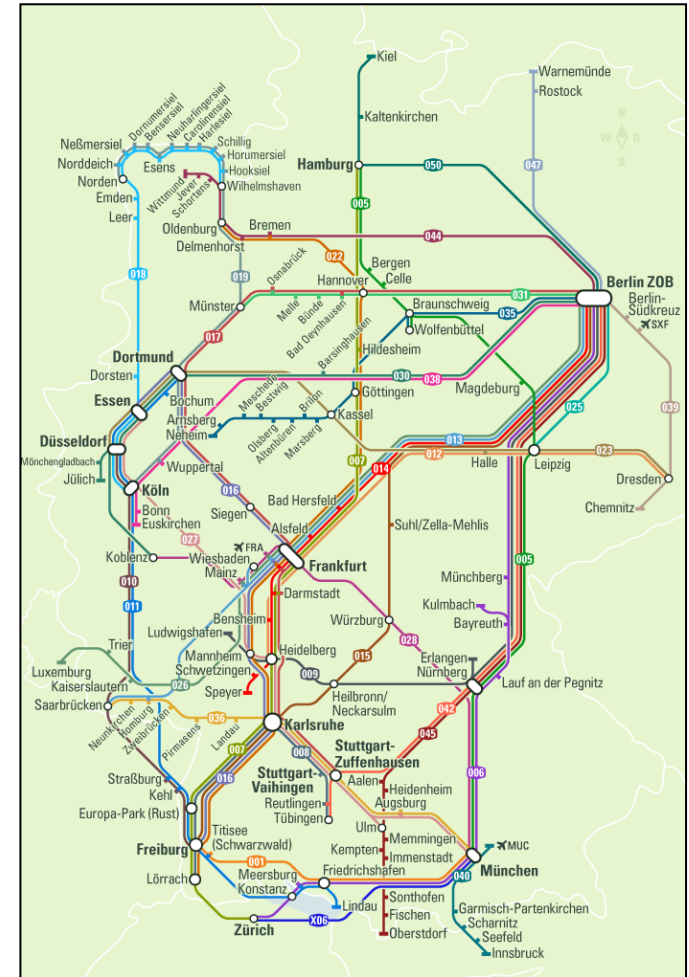 Kiel
Kaltenkirchen
Warnemünde
Rostock
N
W
O
S
Dornumersiel
Bensersiel
Neuharlingersiel
Carolinensiel
Harlesiel
Neßmersiel
Norddeich
Norden
Emden
Leer
Esens
Schillig
Horumersiel
Hooksiel
Wilhelmshaven
Wittmund
Jever
Schortens
Hamburg
050
047
005
Oldenburg
Delmenhorst
Bremen
044
022
Bergen
Celle
018
019
Osnabrück
Hannover
Münster
Melle
Bünde
Bad Oeynhausen
031
Berlin ZOB
Berlin-
Südkreuz
SXF
Braunschweig
Wolfenbüttel
035
017
Barsinghausen
Hildesheim
Dortmund
Dorsten
030
038
Magdeburg
025
039
Essen
Bochum
Göttingen
Meschede
Bestwig
Brilon
Arnsberg
Neheim
Olsberg
Altenbüren
Marsberg
Kassel
Düsseldorf
Mönchengladbach
Jülich
Wuppertal
007
013
012
014
Halle
Leipzig
023
Dresden
Chemnitz
Köln
Bonn
Euskirchen
016
Siegen
Bad Hersfeld
Alsfeld
Suhl/Zella-Mehlis
027
Koblenz
FRA
Wiesbaden
Mainz
Frankfurt
005
010
011
Darmstadt
Münchberg
Kulmbach
Bayreuth
Bensheim
Würzburg
028
Ludwigshafen
Trier
Luxemburg
Kaiserslautern
Saarbrücken
026
Mannheim
Schwetzingen
Speyer
Heidelberg
009
015
Erlangen
Nürnberg
Lauf an der Pegnitz
Heilbronn/
Neckarsulm
Neunkirchen
Homburg
Zweibrücken
Pirmasens
Landau
036
042
045
Karlsruhe
007
016
008
Stuttgart-
Zuffenhausen
006
Straßburg
Kehl
Stuttgart-
Vaihingen
Aalen
Heidenheim
Augsburg
Europa-Park (Rust)
Reutlingen
Tübingen
Ulm
Memmingen
Kempten
Immenstadt
Titisee
(Schwarzwald)
Freiburg
001
MUC
München
040
Lörrach
Meersburg
Konstanz
Friedrichshafen
Lindau
Sonthofen
Fischen
Oberstdorf
Garmisch-Partenkirchen
Scharnitz
Seefeld
Innsbruck
Zürich
X06